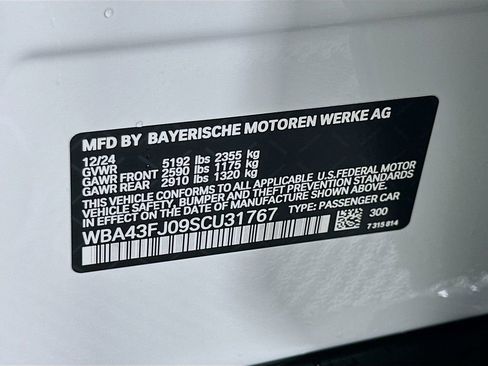 MFD BY BAYERISCHE MOTOREN WERKE AG
12/24
GVWR 5192 lbs 2355 kg
GAWR FRONT 2590 lbs 1175 kg
GAWR REAR 2910 lbs 1320 kg
THIS VEHICLE CONFORMS TO ALL APPLICABLE U.S. FEDERAL MOTOR
VEHICLE SAFETY, BUMPER AND THEFT PREVENTION STANDARDS IN
EFFECT ON THE DATE OF MANUFACTURE SHOWN ABOVE.
WBA43FJ09SCU31767 TYPE: PASSENGER CAR
300
7 315 814